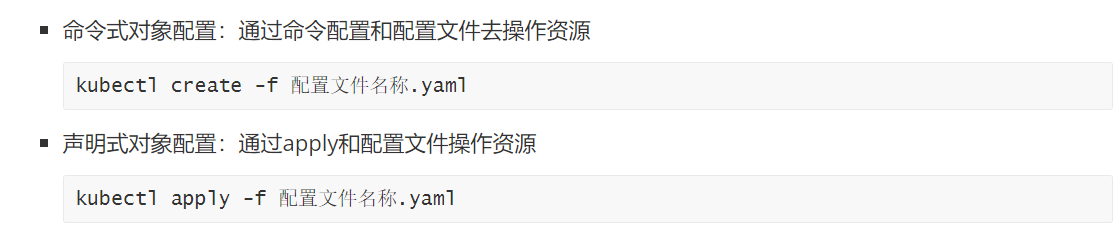 命令式对象配置：通过命令配置和配置文件去操作资源
kubectl create -f 配置文件名称.yaml
声明式对象配置：通过apply和配置文件操作资源
kubectl apply -f 配置文件名称.yaml